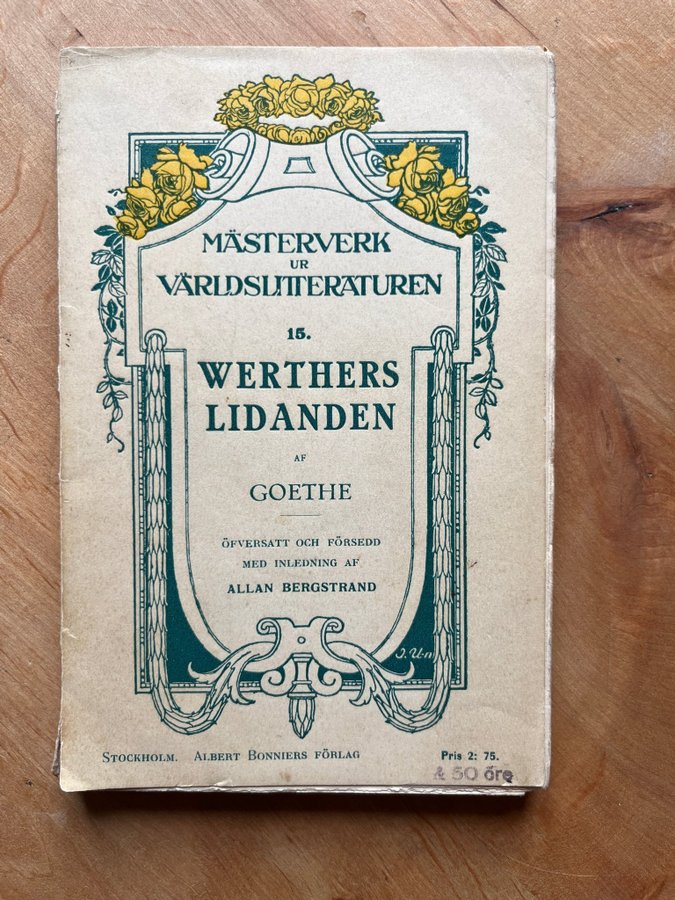 MÄSTERVERK
UR
VÄRLDSLITTERATUREN
15.
WERTHERS
LIDANDEN
AF
GOETHE
ÖFVERSATT OCH FÖRSEDD
MED INLEDNING AF
ALLAN BERGSTRAND
STOCKHOLM. ALBERT BONNIERS FÖRLAG
Pris 2: 75.
50 öre